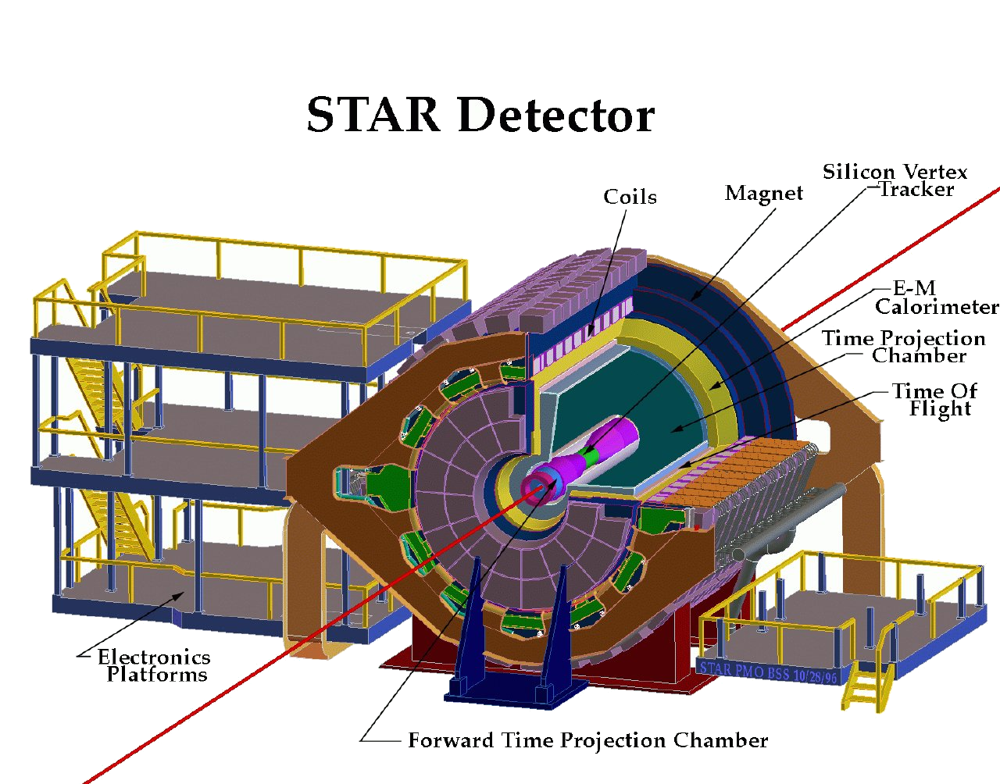 STAR Detector
Silicon Vertex
Tracker
Coils
Magnet
E-M
Calorimeter
Time Projection
Chamber
Time Of
Flight
Electronics
Platforms
STAR PMO BSS 10/28/96
Forward Time Projection Chamber